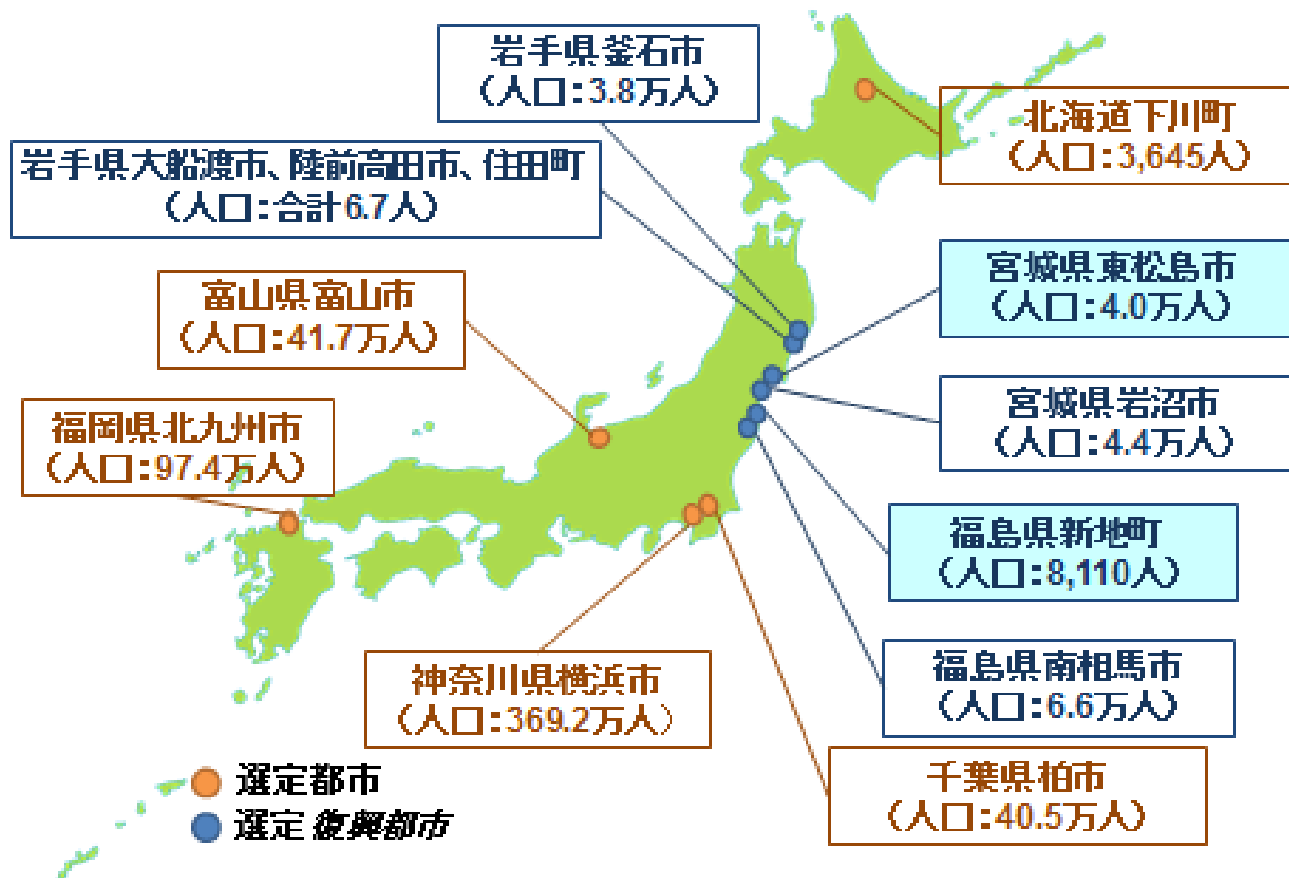 岩手県釜石市
（人口：3.8万人）
北海道下川町
（人口：3,645人）
岩手県大船渡市、陸前高田市、住田町
（人口：合計6.7人）
宮城県東松島市
（人口：4.0万人）
富山県富山市
（人口：41.7万人）
宮城県岩沼市
（人口：4.4万人）
福岡県北九州市
（人口：97.4万人）
福島県新地町
（人口：8,110人）
福島県南相馬市
（人口：6.6万人）
神奈川県横浜市
（人口：369.2万人）
千葉県柏市
（人口：40.5万人）
選定都市
選定復興都市